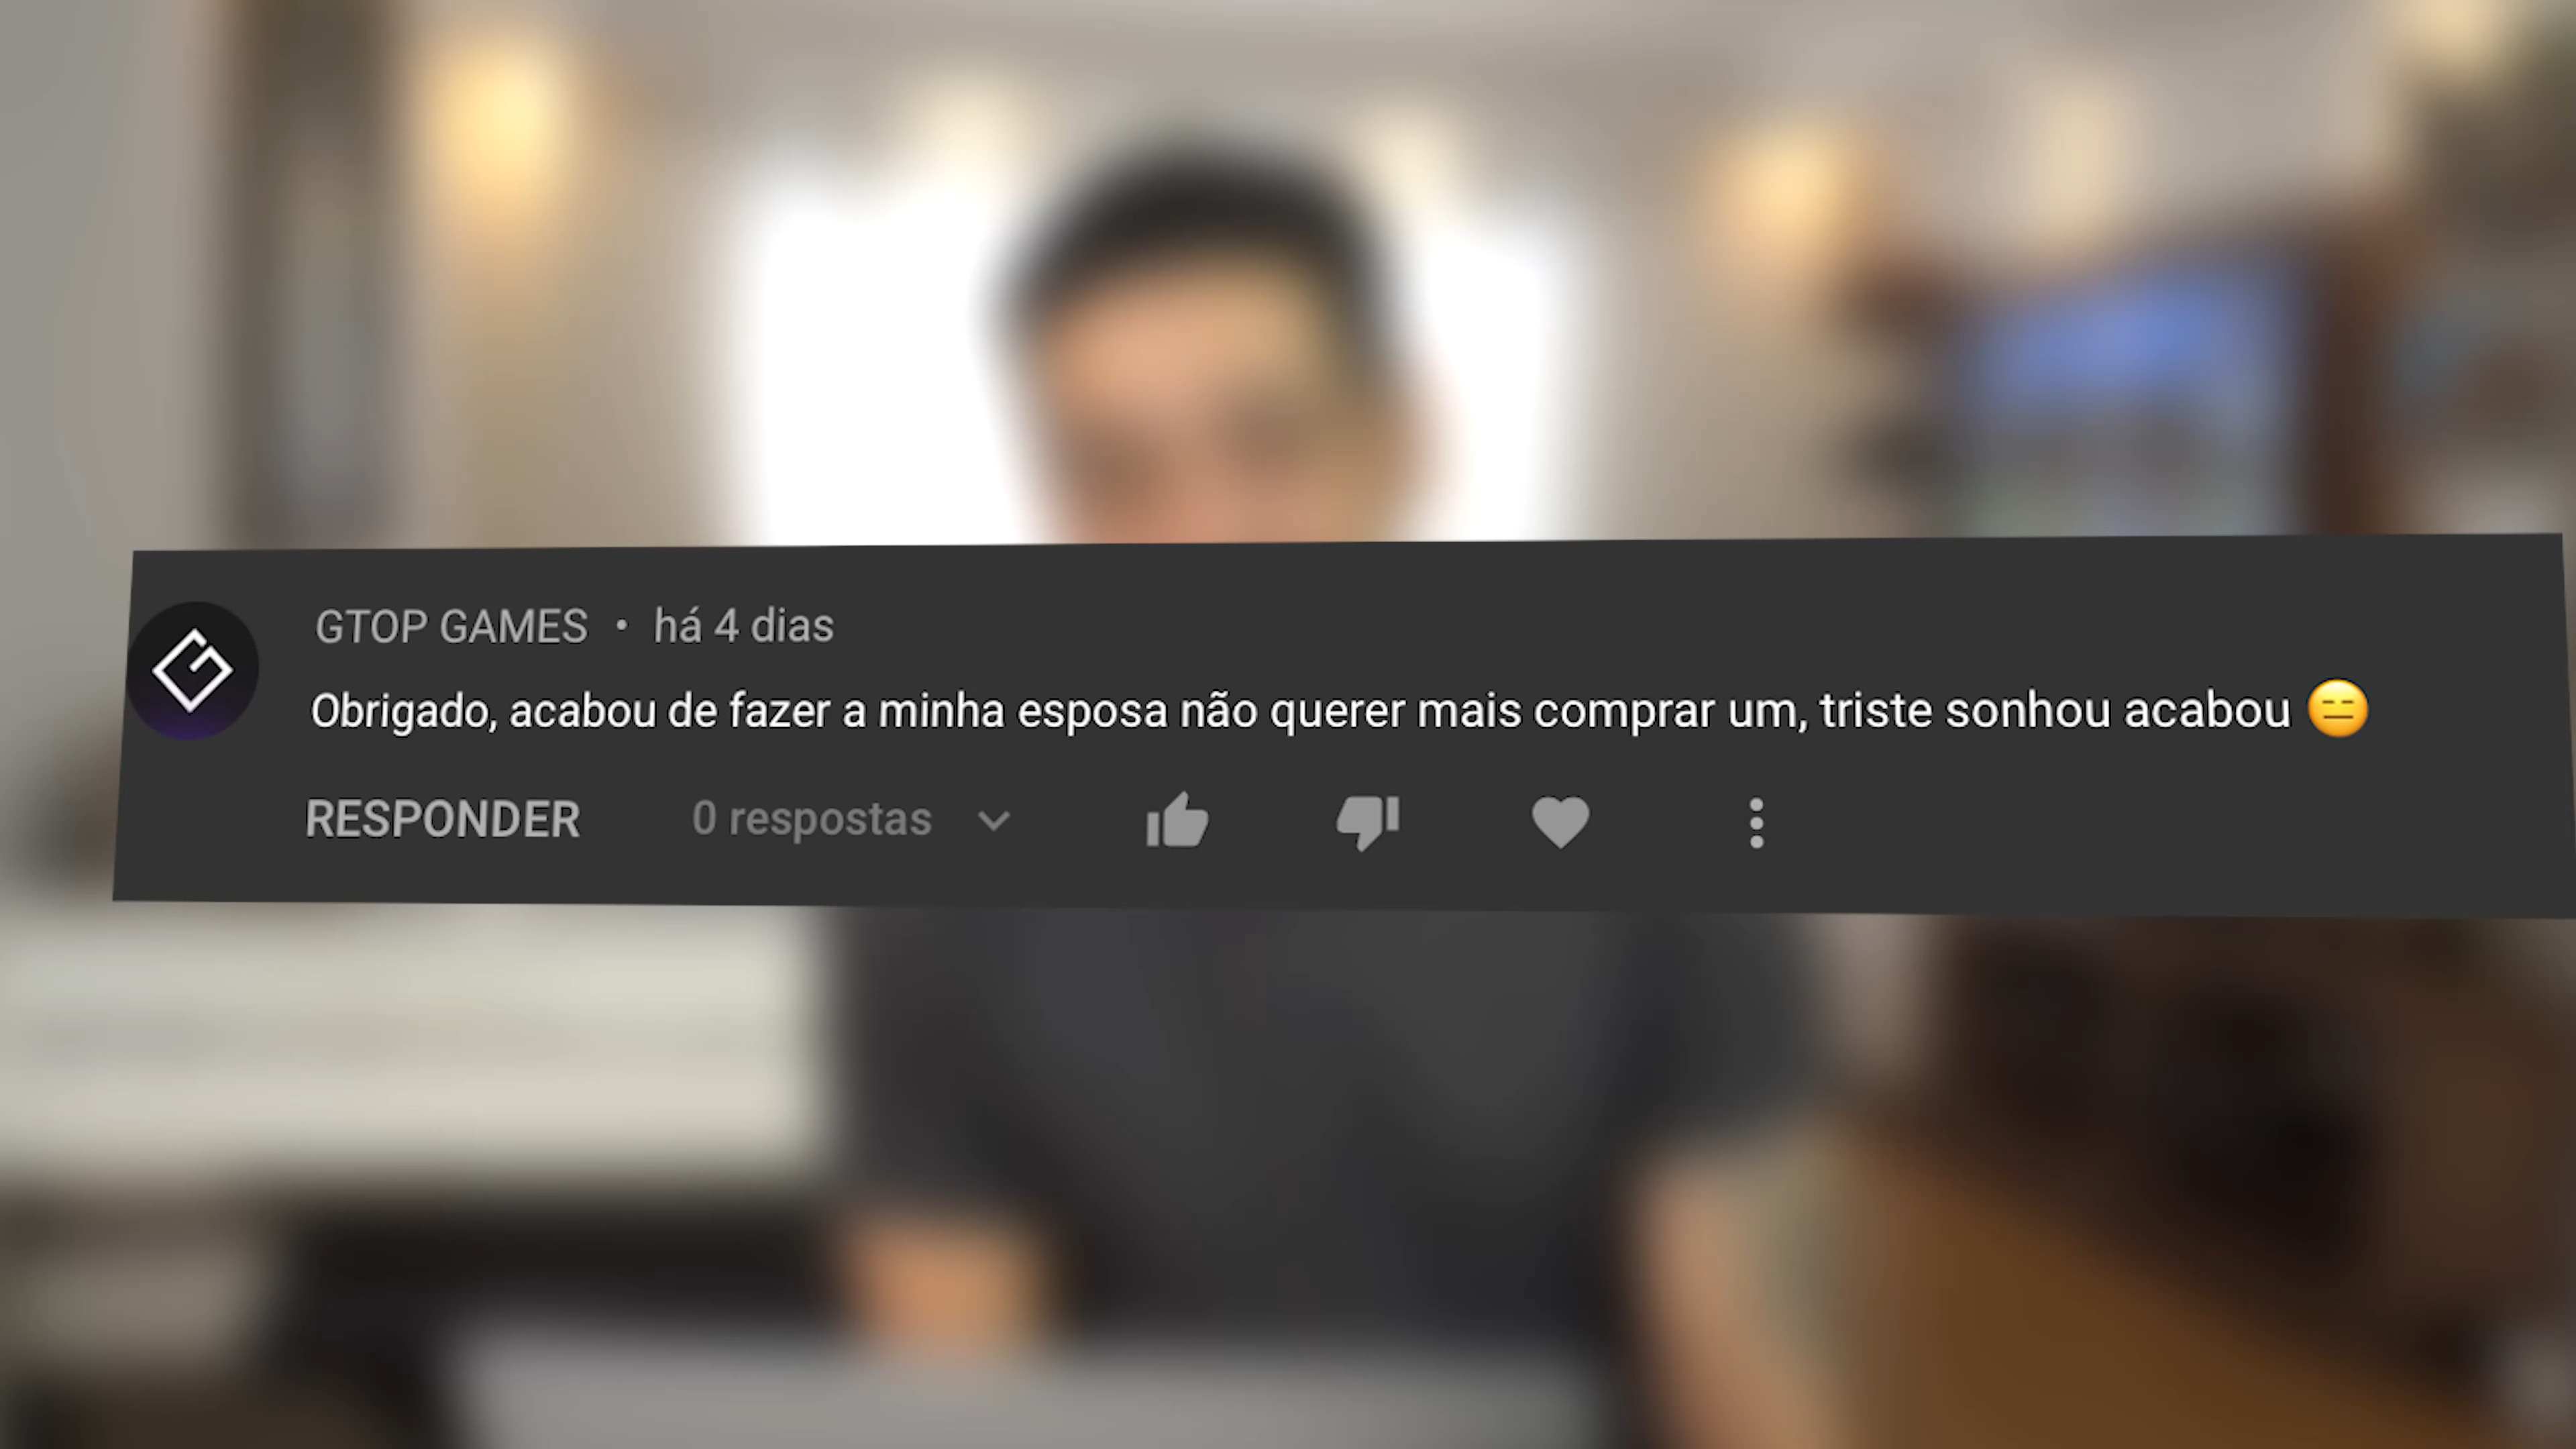 GTOP GAMES • há 4 dias
Obrigado, acabou de fazer a minha esposa não querer mais comprar um, triste sonhou acabou 😑
RESPONDER 0 respostas